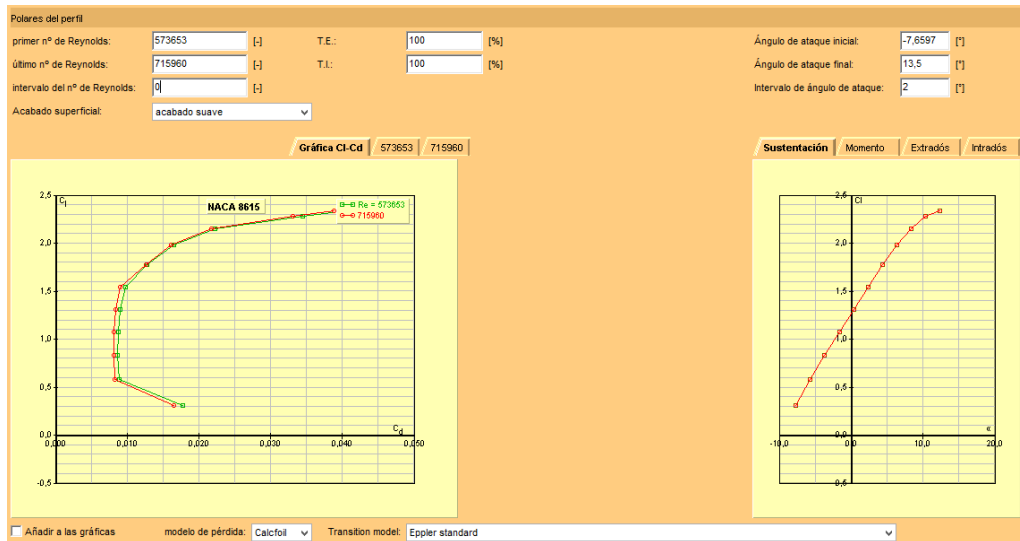 Polares del perfil
primer nº de Reynolds: 573653 [-] T.E.: 100 [%] Ángulo de ataque inicial: -7,6597 [°]
último nº de Reynolds: 715960 [-] T.I.: 100 [%] Ángulo de ataque final: 13,5 [°]
intervalo del nº de Reynolds: 0 [-] Intervalo de ángulo de ataque: 2 [°]
Acabado superficial: acabado suave
Gráfica Cl-Cd 573653 715960 Sustentación Momento Extradós Intradós
2,5 Cl NACA 8615 Re = 573653 2,5 Cl
715960
2,0 2,0
1,5 1,5
1,0 1,0
0,5 0,5
0,0 Cd 0,0 α
0,000 0,010 0,020 0,030 0,040 0,050 -10,0 0,0 10,0 20,0
-0,5 -0,5
Añadir a las gráficas modelo de pérdida: Calcfoil Transition model: Eppler standard